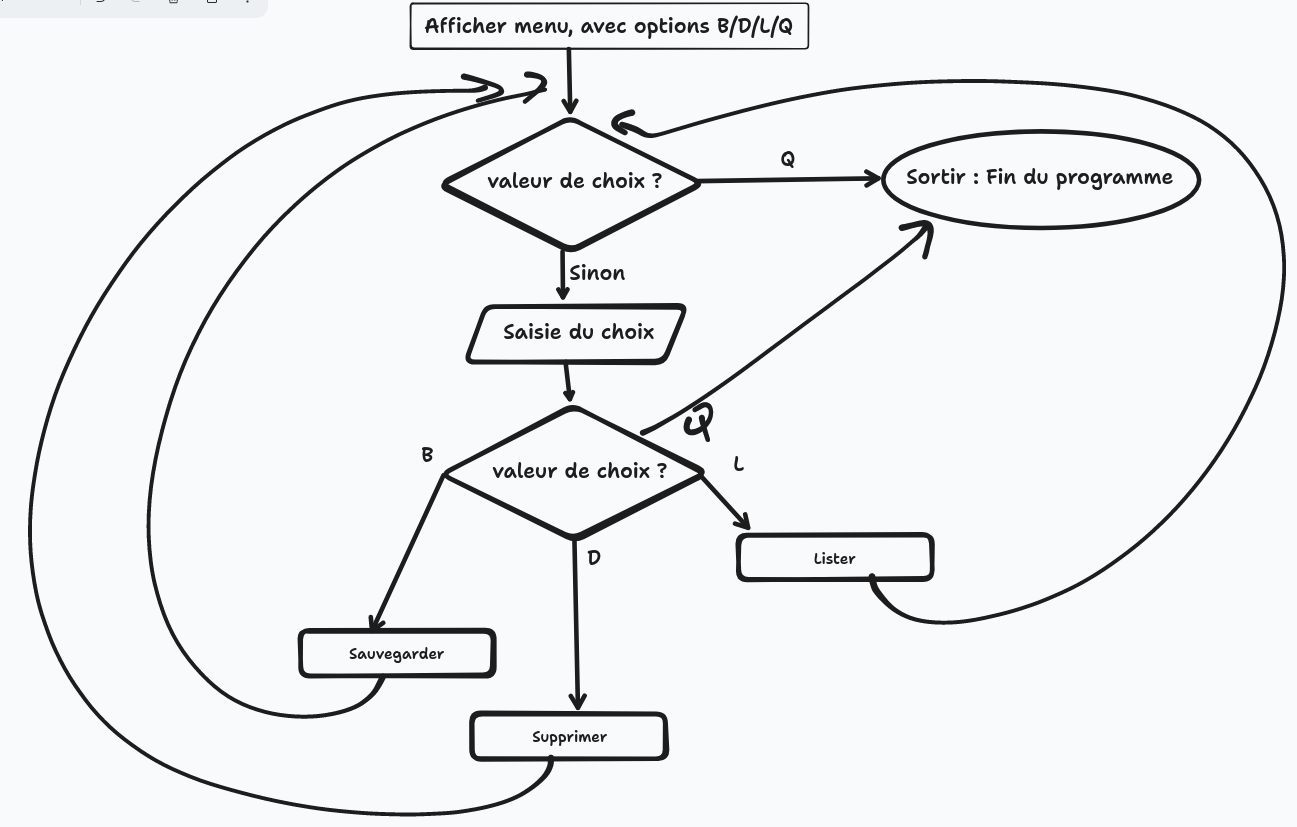 Afficher menu, avec options B/D/L/Q
valeur de choix ?
Q
Sortir : Fin du programme
Sinon
Saisie du choix
Q
B
valeur de choix ?
L
D
Lister
Sauvegarder
Supprimer